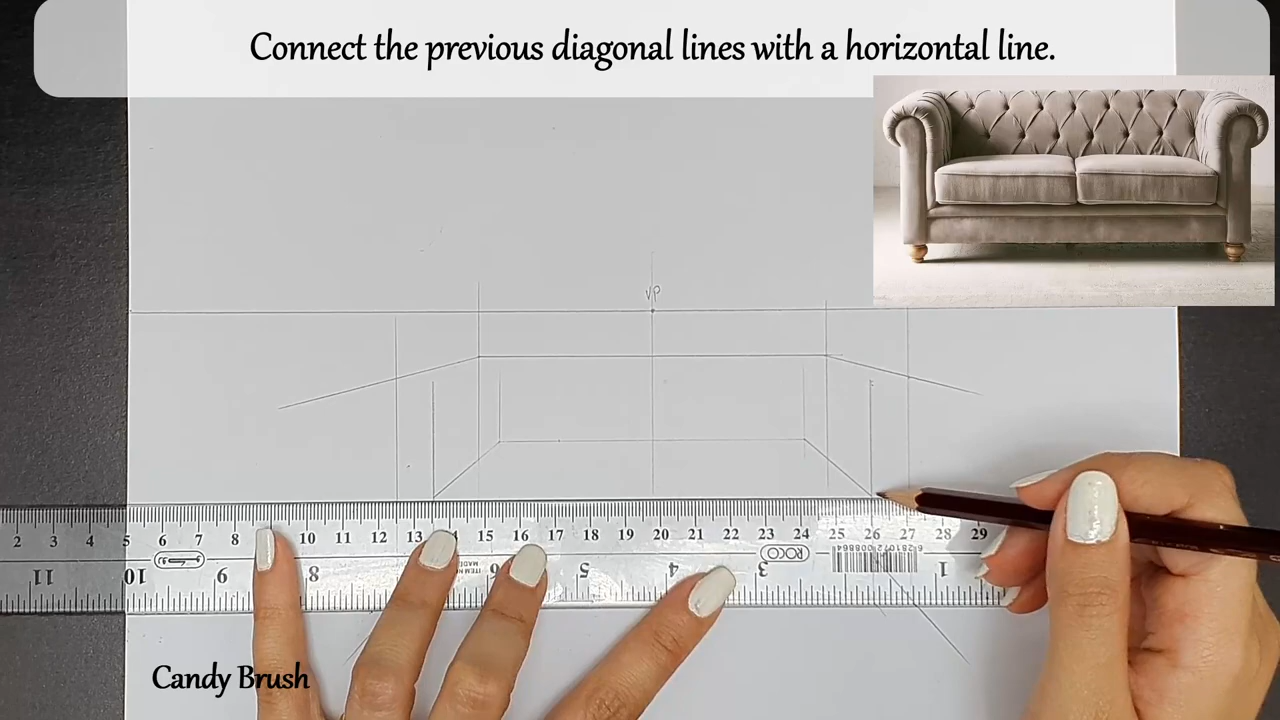 Connect the previous diagonal lines with a horizontal line.
VP
2 3 4 5 6 7 8 10 11 12 13 14 15 16 17 18 19 20 21 22 23 24 25 26 27 28 29
ROCO
11 10 9 8 6 5 4 3 1
Candy Brush